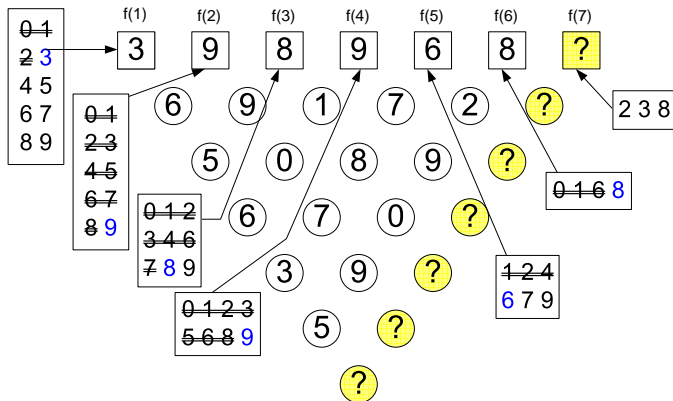 f(1) f(2) f(3) f(4) f(5) f(6) f(7)
0 1
2 3
4 5
6 7
8 9
3 9 8 9 6 8 ?
6 9 1 7 2 ?
2 3 8
0 1
2 3
4 5
6 7
8 9
5 0 8 9 ?
0 1 6 8
0 1 2
3 4 6
7 8 9
6 7 0 ?
3 9 ?
1 2 4
6 7 9
0 1 2 3
5 6 8 9
5 ?
?